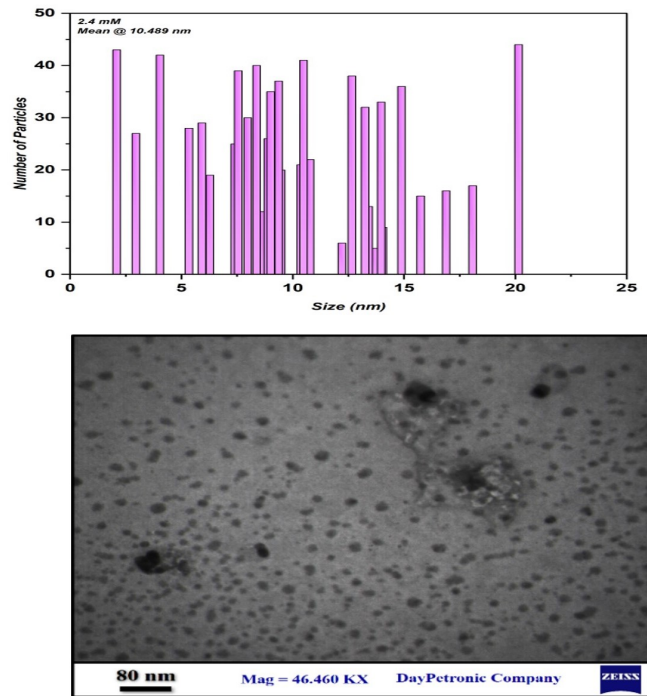 2.4 mM
Mean @ 10.489 nm
50
40
30
20
10
0
Number of Particles
0 5 10 15 20 25
Size (nm)
80 nm Mag = 46.460 KX DayPetronic Company ZEISS